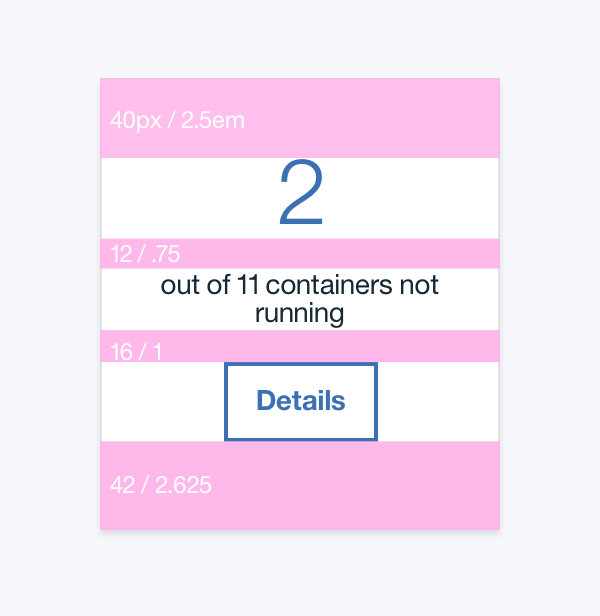 40px / 2.5em
2
12 / .75
out of 11 containers not
running
16 / 1
Details
42 / 2.625